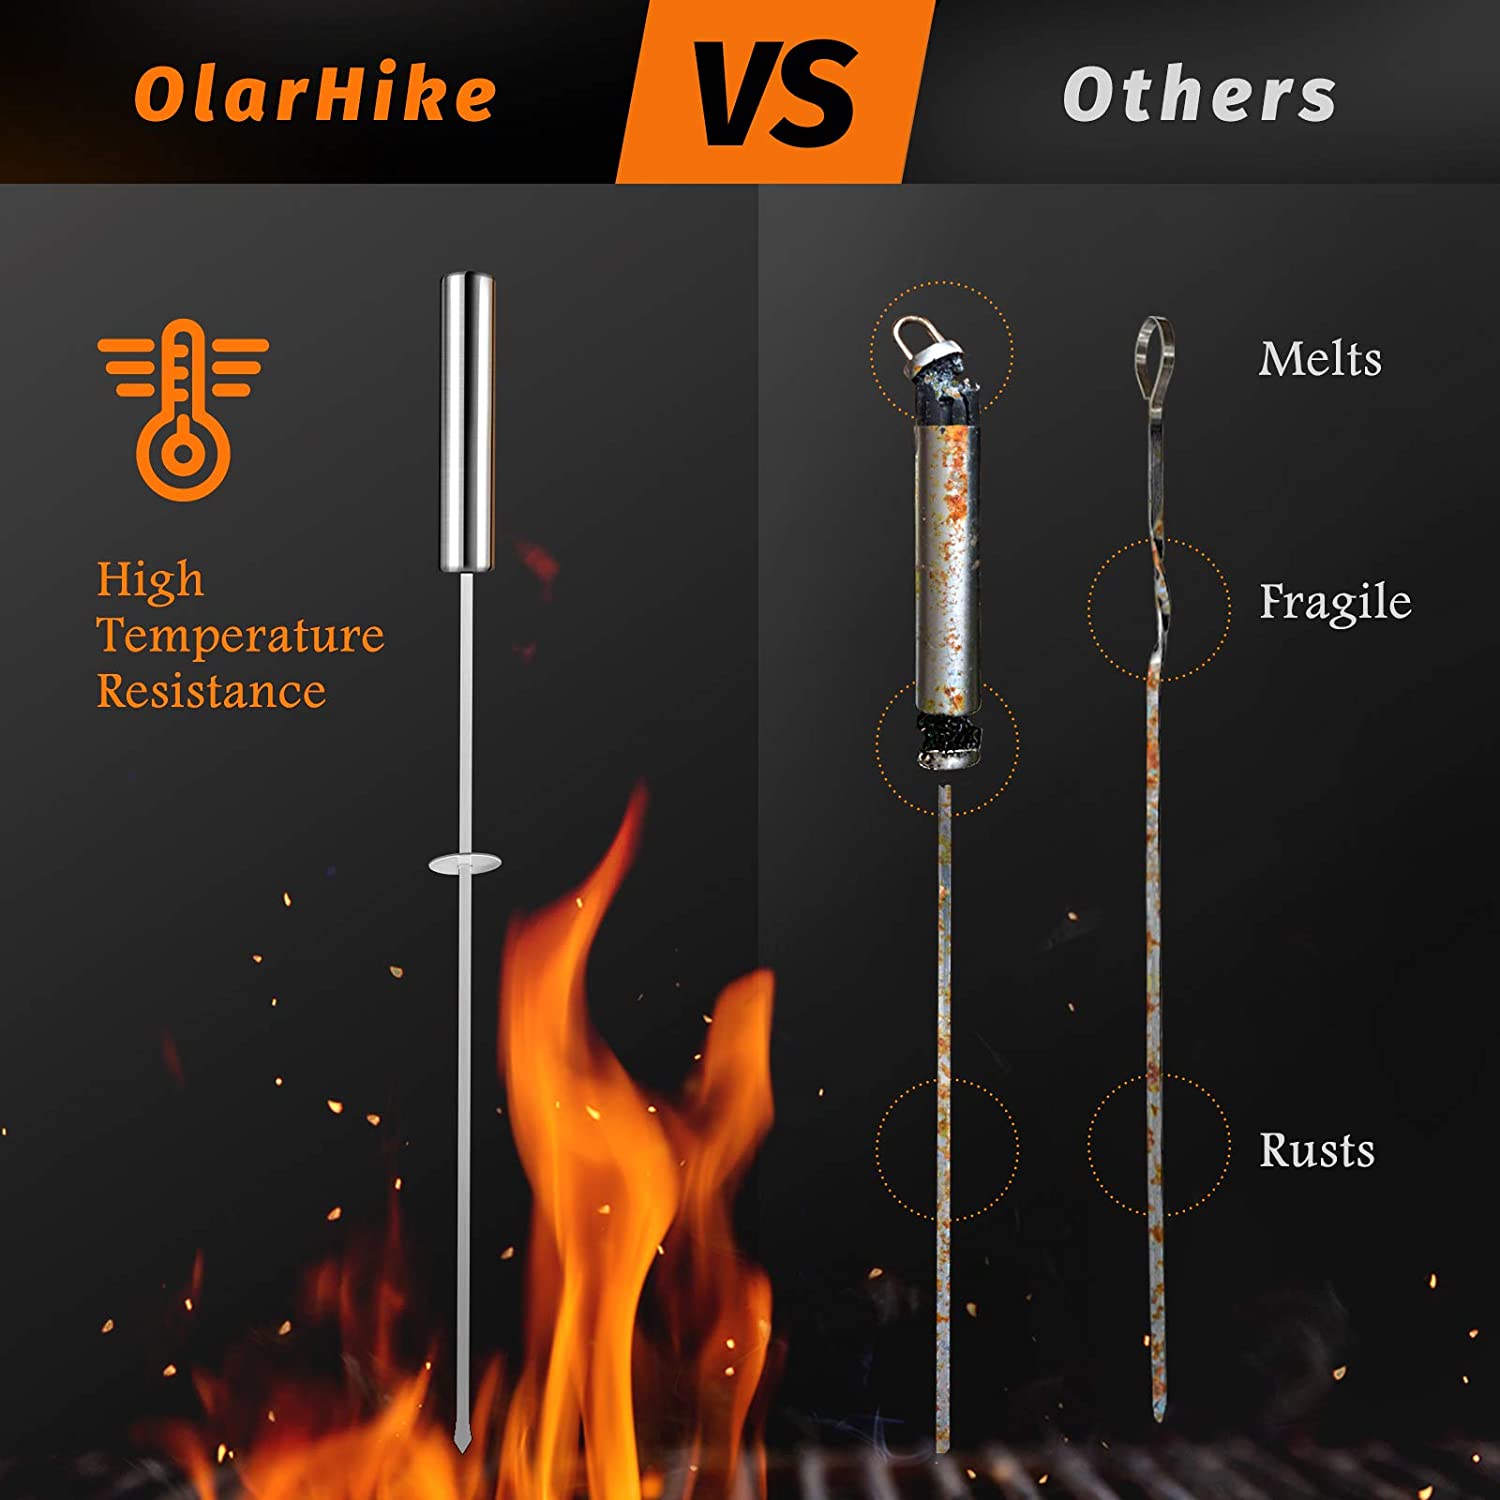 OlarHike
VS
Others
High
Temperature
Resistance
Melts
Fragile
Rusts